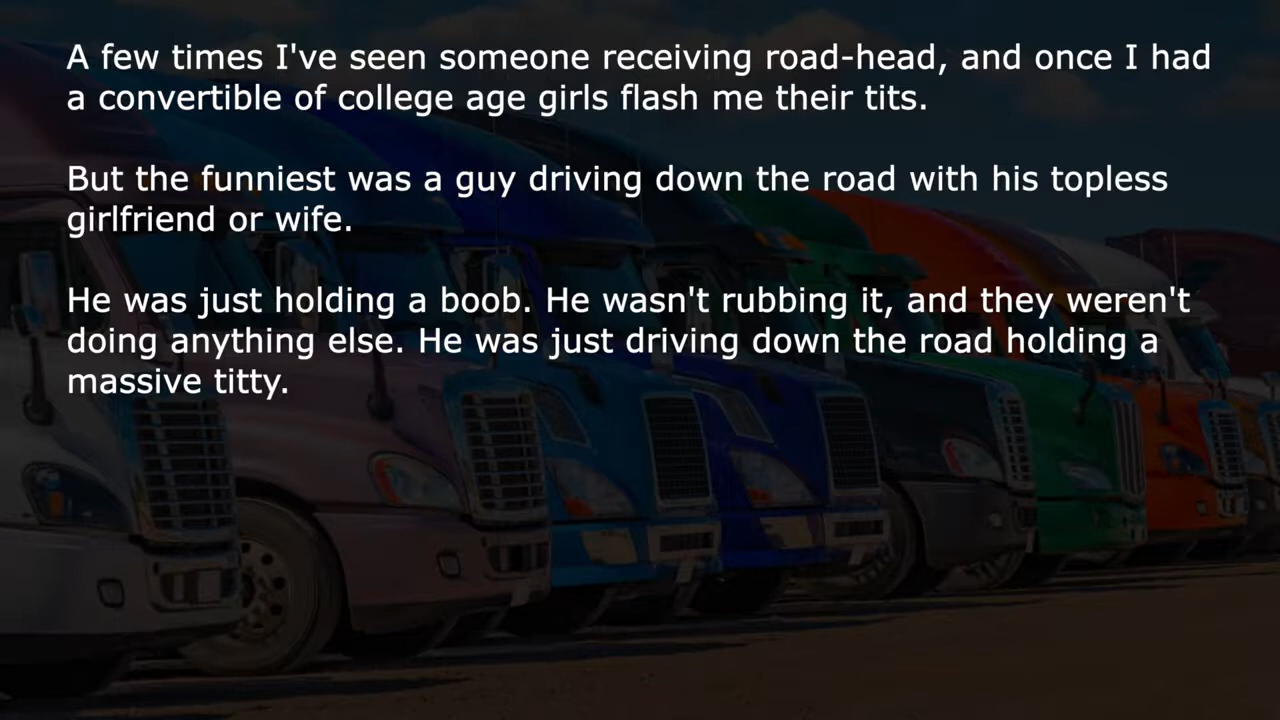 A few times I've seen someone receiving road-head, and once I had
a convertible of college age girls flash me their tits.
But the funniest was a guy driving down the road with his topless
girlfriend or wife.
He was just holding a boob. He wasn't rubbing it, and they weren't
doing anything else. He was just driving down the road holding a
massive titty.